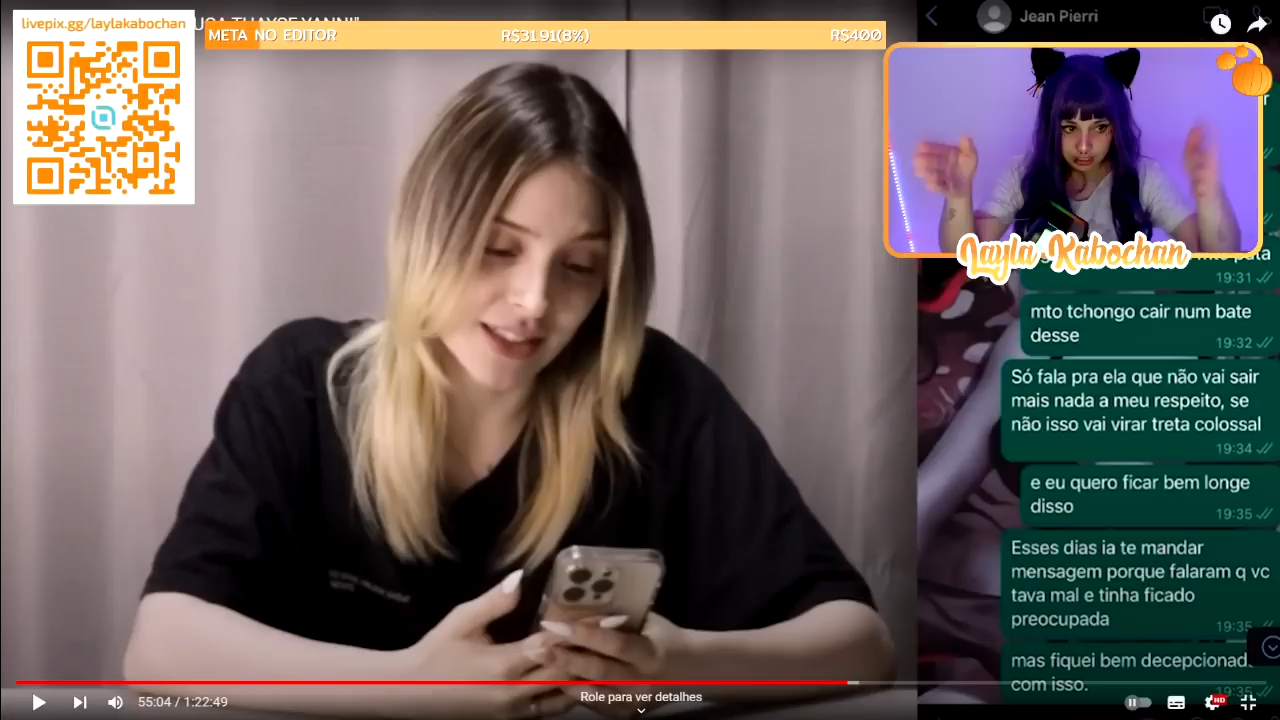 livepix.gg/laylakabochan
META NO EDITOR
R$31.91(8%)
R$400
Jean Pierri
Layla Kabochan
19:31
mto tchongo cair num bate
desse
19:32
Só fala pra ela que não vai sair
mais nada a meu respeito, se
não isso vai virar treta colossal
19:34
e eu quero ficar bem longe
disso
19:35
Esses dias ia te mandar
mensagem porque falaram q vc
tava mal e tinha ficado
preocupada
19:35
mas fiquei bem decepcionad
com isso.
19:35
55:04 / 1:22:49
Role para ver detalhes
HD